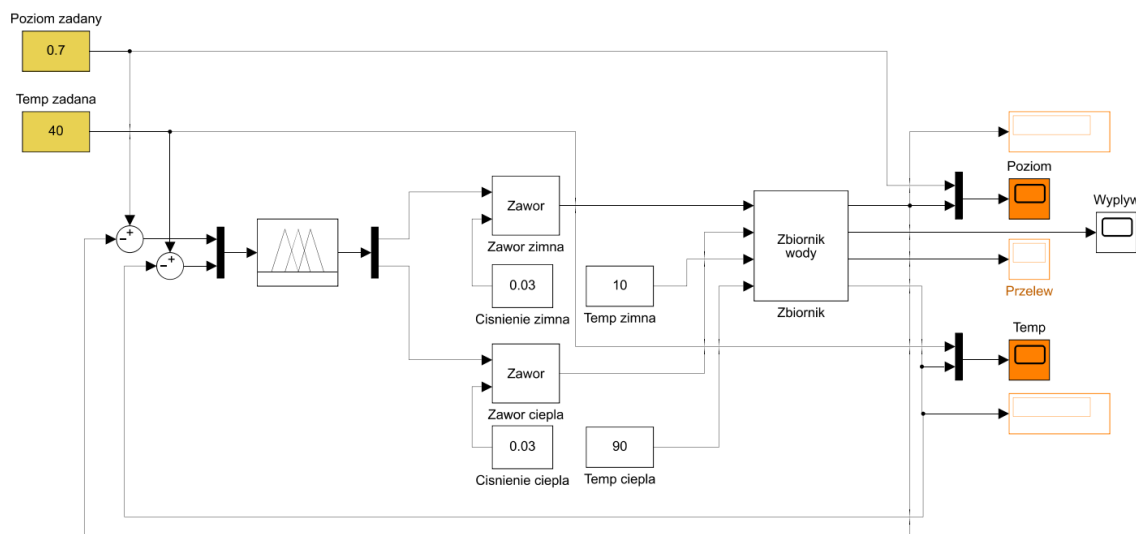 Poziom zadany
0.7
Temp zadana
40
Poziom
Wyplyw
Zawor
Zawor zimna
Zbiornik
wody
Zbiornik
0.03
Cisnienie zimna
10
Temp zimna
Przelew
Temp
Zawor
Zawor ciepla
0.03
Cisnienie ciepla
90
Temp ciepla